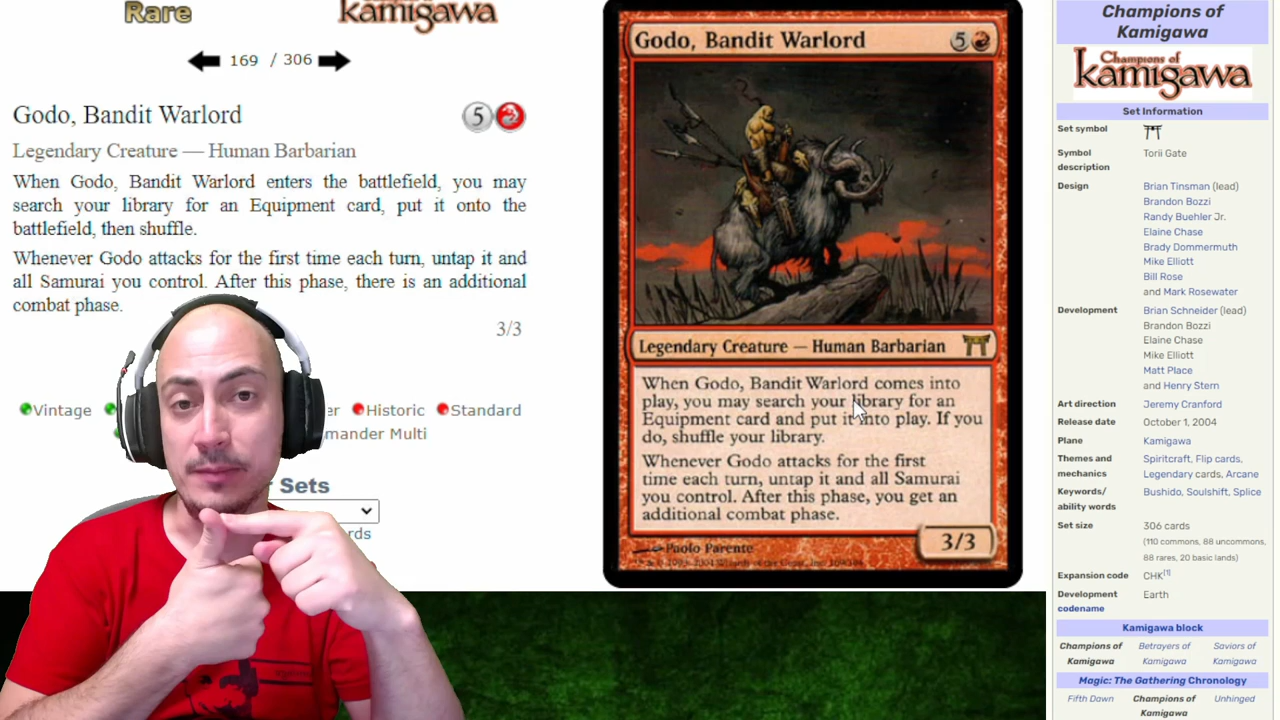 Rare
kamigawa
169 / 306
Godo, Bandit Warlord
5
Legendary Creature — Human Barbarian
When Godo, Bandit Warlord enters the battlefield, you may
search your library for an Equipment card, put it onto the
battlefield, then shuffle.
Whenever Godo attacks for the first time each turn, untap it and
all Samurai you control. After this phase, there is an additional
combat phase.
3/3
Vintage
Historic
Standard
Multi
Sets
Godo, Bandit Warlord
5
Legendary Creature — Human Barbarian
When Godo, Bandit Warlord comes into
play, you may search your library for an
Equipment card and put it into play. If you
do, shuffle your library.
Whenever Godo attacks for the first
time each turn, untap it and all Samurai
you control. After this phase, you get an
additional combat phase.
Paolo Parente
3/3
Champions of
Kamigawa
Champions of
kamigawa
Set Information
Set symbol
Symbol Torii Gate
description
Design Brian Tinsman (lead)
Brandon Bozzi
Randy Buehler Jr.
Elaine Chase
Brady Dommermuth
Mike Elliott
Bill Rose
and Mark Rosewater
Development Brian Schneider (lead)
Brandon Bozzi
Elaine Chase
Mike Elliott
Matt Place
and Henry Stern
Art direction Jeremy Cranford
Release date October 1, 2004
Plane Kamigawa
Themes and Spiritcraft, Flip cards,
mechanics Legendary cards, Arcane
Keywords/ Bushido, Soulshift, Splice
ability words
Set size 306 cards
(110 commons, 88 uncommons,
88 rares, 20 basic lands)
Expansion code CHK[1]
Development Earth
codename
Kamigawa block
Champions of Betrayers of Saviors of
Kamigawa Kamigawa Kamigawa
Magic: The Gathering Chronology
Fifth Dawn Champions of Unhinged
Kamigawa